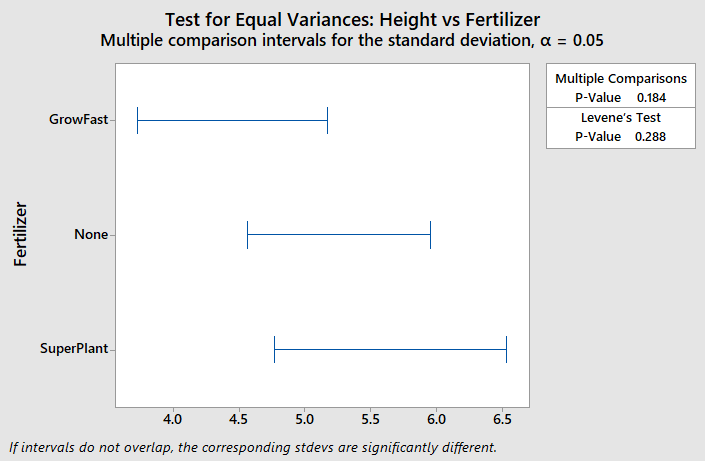 Test for Equal Variances: Height vs Fertilizer
Multiple comparison intervals for the standard deviation, α = 0.05
Multiple Comparisons
P-Value 0.184
Levene's Test
P-Value 0.288
GrowFast
None
SuperPlant
Fertilizer
4.0 4.5 5.0 5.5 6.0 6.5
If intervals do not overlap, the corresponding stdevs are significantly different.